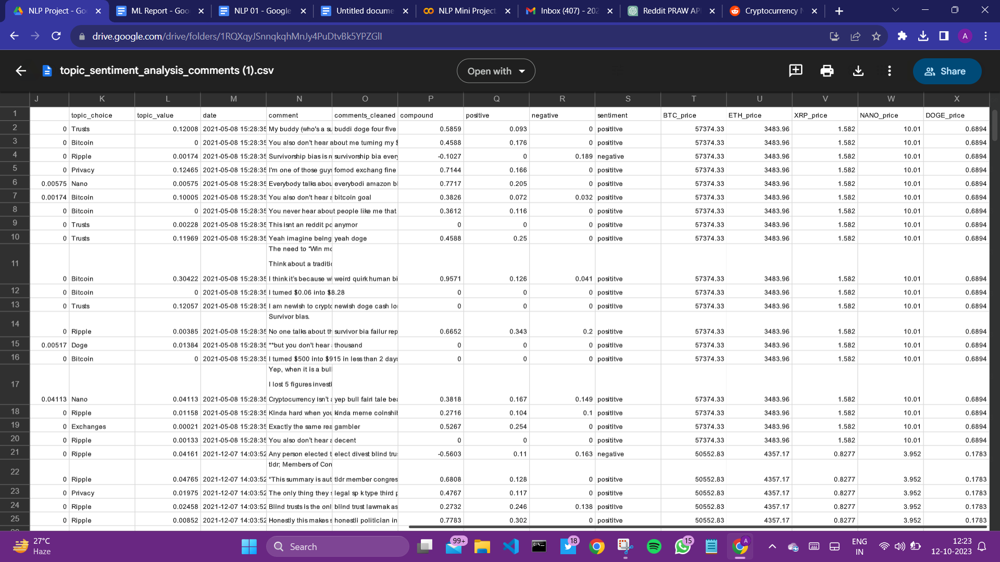 NLP Project - Goo
ML Report - Goo
NLP 01 - Google
Untitled docume
NLP Mini Project
Inbox (407) - 202
Reddit PRAW API
Cryptocurrency N
drive.google.com/drive/folders/1RQXqyJSnnqkqhMnJy4PuDtvBk5YPZGlI
A
topic_sentiment_analysis_comments (1).csv
Open with
Share
J K L M N O P Q R S T U V W X
1 topic_choice topic_value date comment comments_cleaned compound positive negative sentiment BTC_price ETH_price XRP_price NANO_price DOGE_price
2 0 Trusts 0.12008 2021-05-08 15:28:35 My buddy (who's a su buddi doge four five 0.5859 0.093 0 positive 57374.33 3483.96 1.582 10.01 0.6894
3 0 Bitcoin 0 2021-05-08 15:28:35 You also don't hear about me turning my $ 0.4588 0.176 0 positive 57374.33 3483.96 1.582 10.01 0.6894
4 0 Ripple 0.00174 2021-05-08 15:28:35 Survivorship bias is re survivorship bia every -0.1027 0 0.189 negative 57374.33 3483.96 1.582 10.01 0.6894
5 0 Privacy 0.12465 2021-05-08 15:28:35 I'm one of those guys fomod exchang fine 0.7144 0.166 0 positive 57374.33 3483.96 1.582 10.01 0.6894
6 0.00575 Nano 0.00575 2021-05-08 15:28:35 Everybody talks abou everybodi amazon bl 0.7717 0.205 0 positive 57374.33 3483.96 1.582 10.01 0.6894
7 0.00174 Bitcoin 0.10005 2021-05-08 15:28:35 You also don't hear a bitcoin goal 0.3826 0.072 0.032 positive 57374.33 3483.96 1.582 10.01 0.6894
8 0 Bitcoin 0 2021-05-08 15:28:35 You never hear about people like me that 0.3612 0.116 0 positive 57374.33 3483.96 1.582 10.01 0.6894
9 0 Trusts 0.00228 2021-05-08 15:28:35 This isnt an reddit po anymor 0 0 0 positive 57374.33 3483.96 1.582 10.01 0.6894
10 0 Trusts 0.11969 2021-05-08 15:28:35 Yeah imagine being yeah doge 0.4588 0.25 0 positive 57374.33 3483.96 1.582 10.01 0.6894
The need to “Win mo
11 Think about a traditio
0 Bitcoin 0.30422 2021-05-08 15:28:35 I think it's because wi weird quirk human bi 0.9571 0.126 0.041 positive 57374.33 3483.96 1.582 10.01 0.6894
12 0 Bitcoin 0 2021-05-08 15:28:35 I turned $0.06 into $8.28 0 0 0 positive 57374.33 3483.96 1.582 10.01 0.6894
13 0 Trusts 0.12057 2021-05-08 15:28:35 I am newish to crypto newish doge cash lo 0 0 0 positive 57374.33 3483.96 1.582 10.01 0.6894
Survivor bias.
14 0 Ripple 0.00385 2021-05-08 15:28:35 No one talks about th survivor bia failur rep 0.6652 0.343 0.2 positive 57374.33 3483.96 1.582 10.01 0.6894
15 0.00517 Doge 0.01384 2021-05-08 15:28:35 **but you don't hear thousand 0 0 0 positive 57374.33 3483.96 1.582 10.01 0.6894
16 0 Bitcoin 0 2021-05-08 15:28:35 I turned $500 into $915 in less than 2 days 0 0 0 positive 57374.33 3483.96 1.582 10.01 0.6894
Yep, when it is a bull
17 I lost 5 figures investi
0.04113 Nano 0.04113 2021-05-08 15:28:35 Cryptocurrency isn't a yep bull fairi tale bea 0.3818 0.167 0.149 positive 57374.33 3483.96 1.582 10.01 0.6894
18 0 Ripple 0.01158 2021-05-08 15:28:35 Kinda hard when you kinda meme coinshit 0.2716 0.104 0.1 positive 57374.33 3483.96 1.582 10.01 0.6894
19 0 Exchanges 0.00021 2021-05-08 15:28:35 Exactly the same rea gambler 0.5267 0.254 0 positive 57374.33 3483.96 1.582 10.01 0.6894
20 0 Ripple 0.00133 2021-05-08 15:28:35 You also don't hear a decent 0 0 0 positive 57374.33 3483.96 1.582 10.01 0.6894
21 0 Ripple 0.04161 2021-12-07 14:03:52 Any person elected t elect divest blind trus -0.5603 0.11 0.163 negative 50552.83 4357.17 0.8277 3.952 0.1783
tldr; Members of Con
22 0 Ripple 0.04765 2021-12-07 14:03:52 *This summary is aut tldr member congres 0.6808 0.128 0 positive 50552.83 4357.17 0.8277 3.952 0.1783
23 0 Privacy 0.01975 2021-12-07 14:03:52 The only thing they s legal sp k type third p 0.4767 0.117 0 positive 50552.83 4357.17 0.8277 3.952 0.1783
24 0 Ripple 0.02458 2021-12-07 14:03:52 Blind trusts is the onl blind trust lawmak as 0.2732 0.246 0.138 positive 50552.83 4357.17 0.8277 3.952 0.1783
25 0 Ripple 0.00852 2021-12-07 14:03:52 Honestly this makes s honestli politician in 0.7783 0.302 0 positive 50552.83 4357.17 0.8277 3.952 0.1783
27°C
Haze
Search
99+
18
15
A
ENG
IN
12:23
12-10-2023